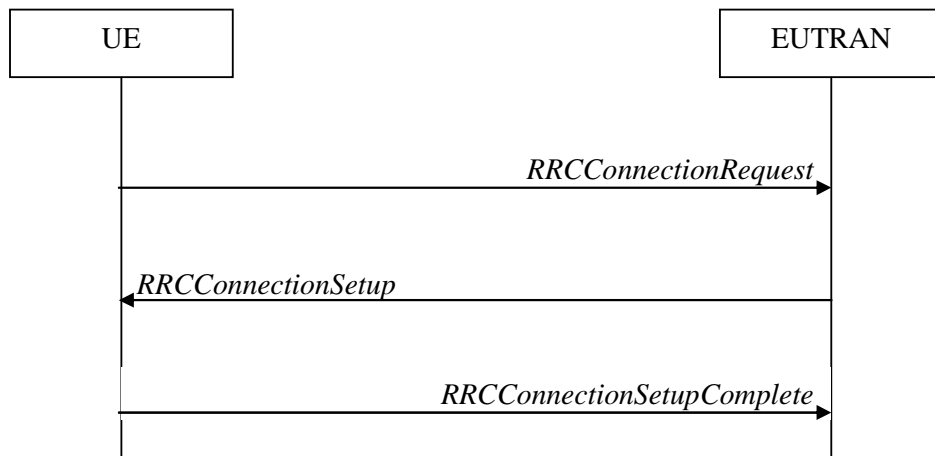 UE
EUTRAN
RRCConnectionRequest
RRCConnectionSetup
RRCConnectionSetupComplete